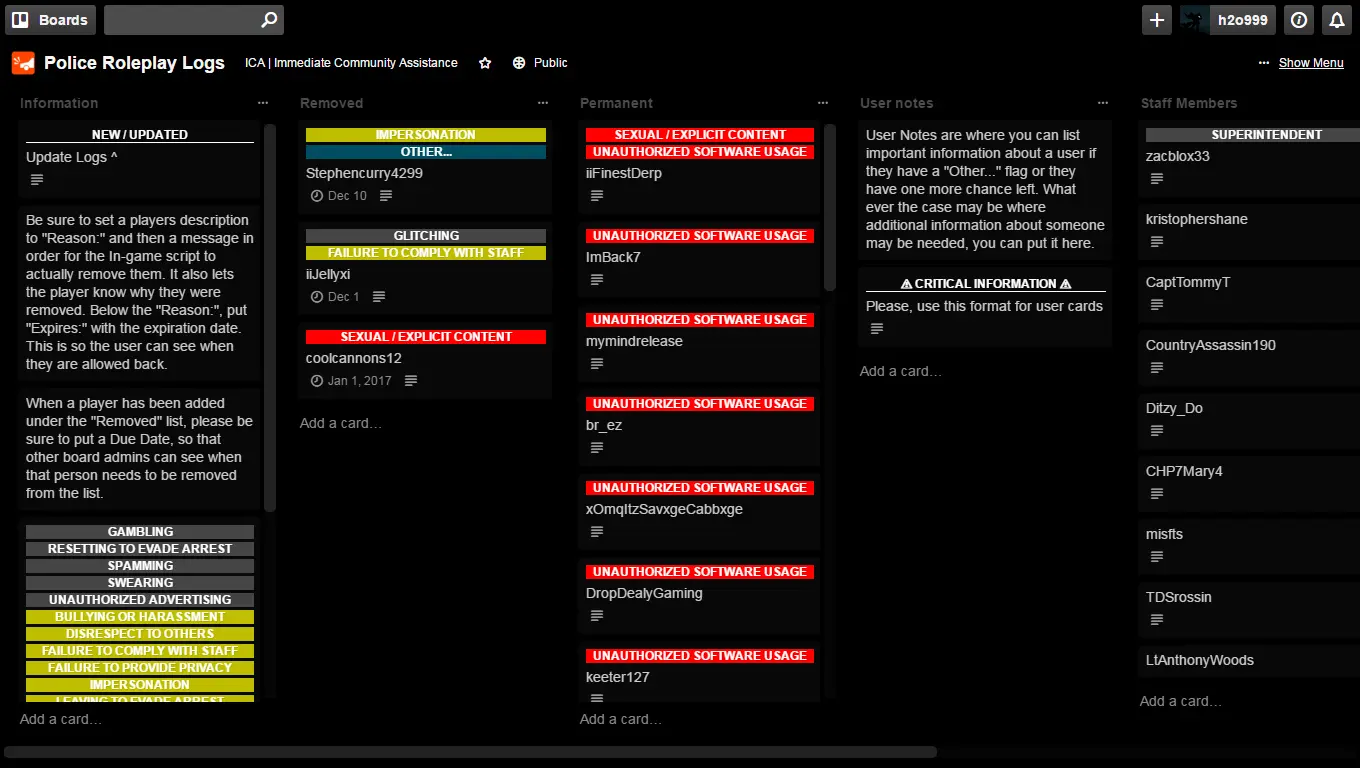 Boards
h2o999
Police Roleplay Logs
ICA | Immediate Community Assistance
Public
Show Menu
Information
NEW / UPDATED
Update Logs ^
Be sure to set a players description
to "Reason:" and then a message in
order for the In-game script to
actually remove them. It also lets
the player know why they were
removed. Below the "Reason:", put
"Expires:" with the expiration date.
This is so the user can see when
they are allowed back.
When a player has been added
under the "Removed" list, please be
sure to put a Due Date, so that
other board admins can see when
that person needs to be removed
from the list.
GAMBLING
RESETTING TO EVADE ARREST
SPAMMING
SWEARING
UNAUTHORIZED ADVERTISING
BULLYING OR HARASSMENT
DISRESPECT TO OTHERS
FAILURE TO COMPLY WITH STAFF
FAILURE TO PROVIDE PRIVACY
IMPERSONATION
LEAVING TO EVADE ARREST
Add a card…
Removed
IMPERSONATION
OTHER...
Stephencurry4299
Dec 10
GLITCHING
FAILURE TO COMPLY WITH STAFF
iiJellyxi
Dec 1
SEXUAL / EXPLICIT CONTENT
coolcannons12
Jan 1, 2017
Add a card…
Permanent
SEXUAL / EXPLICIT CONTENT
UNAUTHORIZED SOFTWARE USAGE
iiFinestDerp
UNAUTHORIZED SOFTWARE USAGE
ImBack7
UNAUTHORIZED SOFTWARE USAGE
mymindrelease
UNAUTHORIZED SOFTWARE USAGE
br_ez
UNAUTHORIZED SOFTWARE USAGE
xOmqItzSavxgeCabbxge
UNAUTHORIZED SOFTWARE USAGE
DropDealyGaming
UNAUTHORIZED SOFTWARE USAGE
keeter127
Add a card…
User notes
User Notes are where you can list
important information about a user if
they have a "Other..." flag or they
have one more chance left. What
ever the case may be where
additional information about someone
may be needed, you can put it here.
⚠ CRITICAL INFORMATION ⚠
Please, use this format for user cards
Add a card…
Staff Members
SUPERINTENDENT
zacblox33
kristophershane
CaptTommyT
CountryAssassin190
Ditzy_Do
CHP7Mary4
misfts
TDSrossin
LtAnthonyWoods
Add a card…